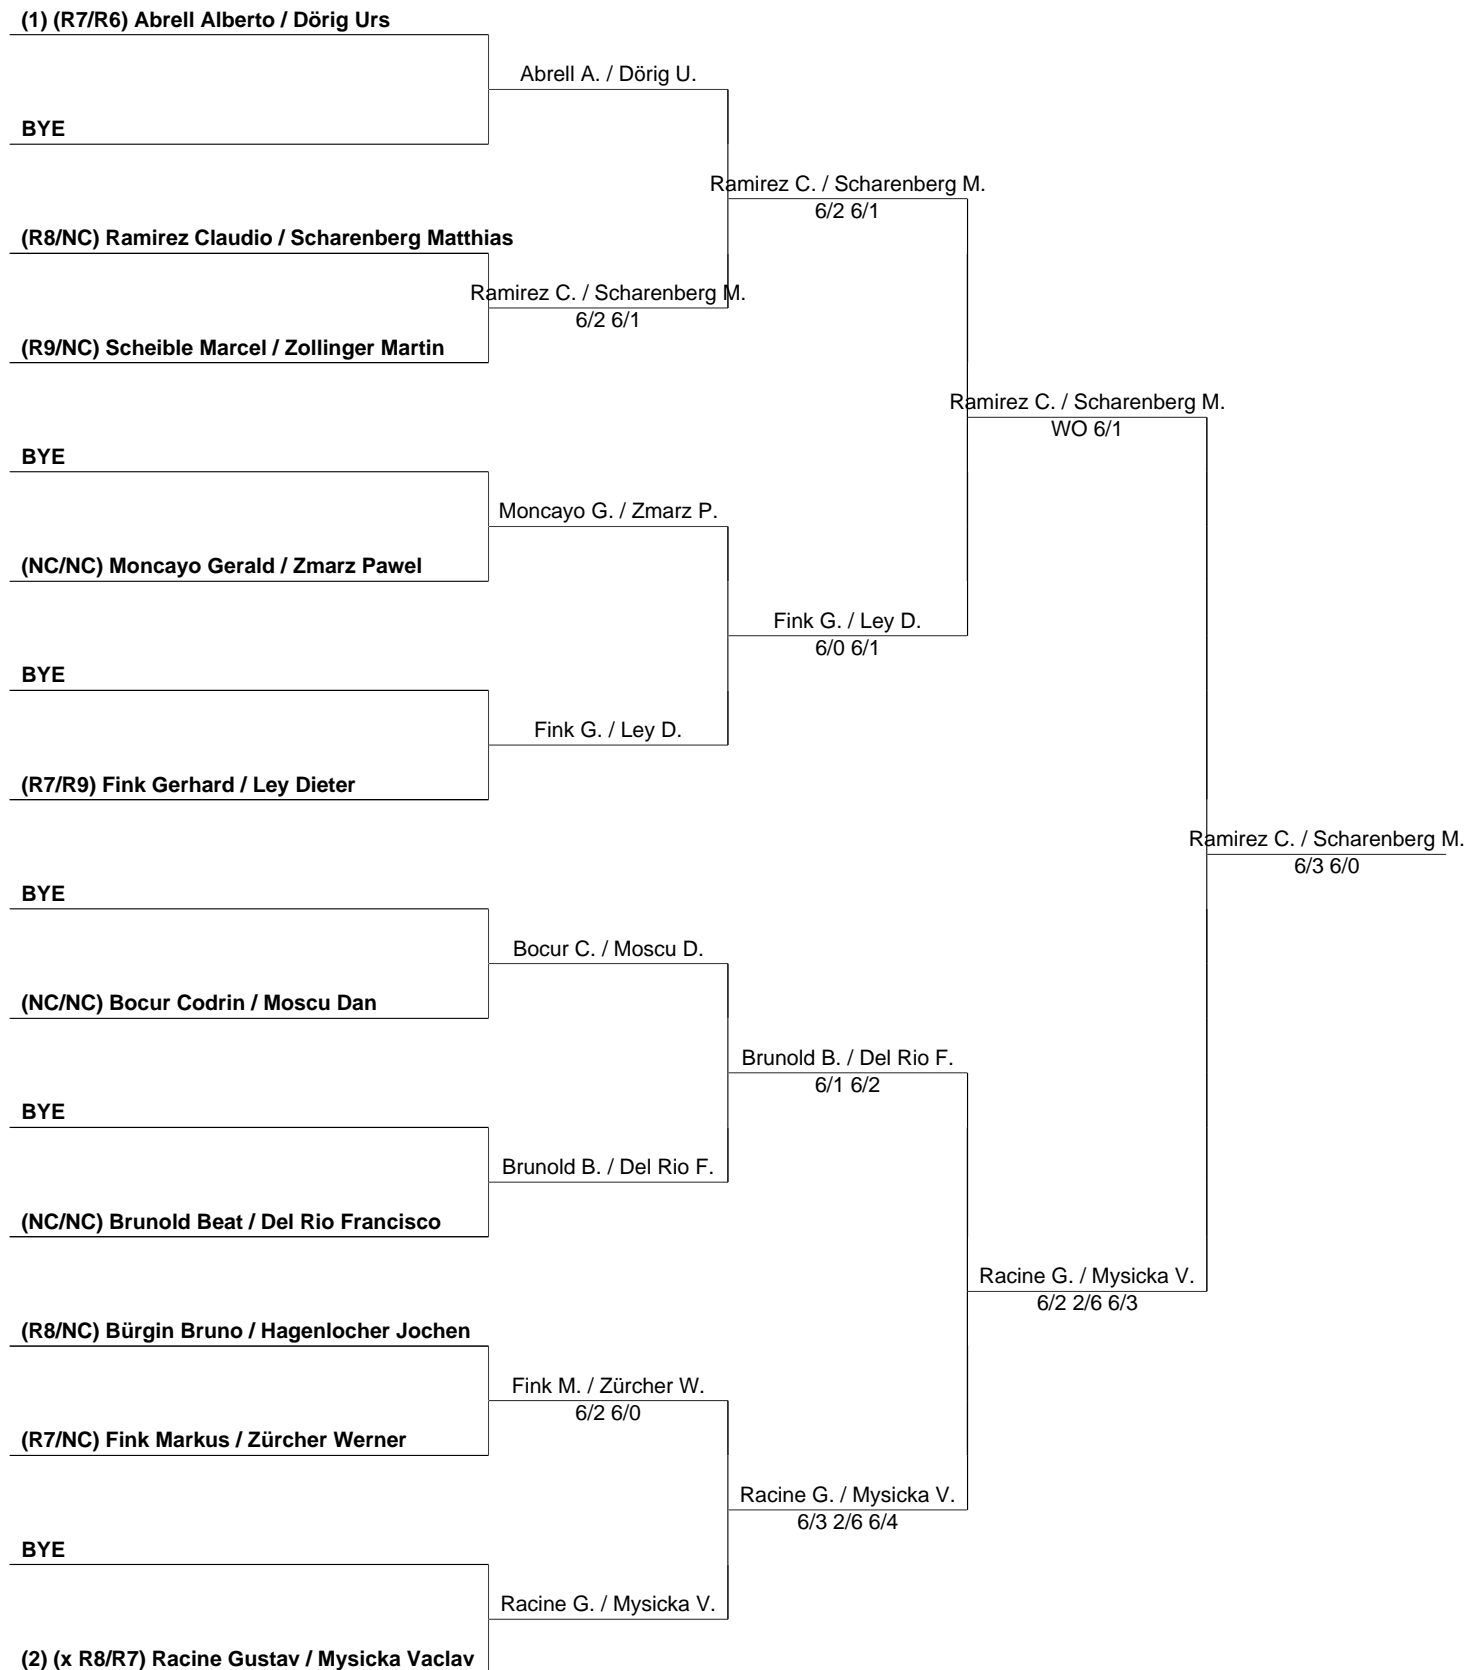 (1) (R7/R6) Abrell Alberto / Dörig Urs
Abrell A. / Dörig U.
BYE
Ramirez C. / Scharenberg M.
6/2 6/1
(R8/NC) Ramirez Claudio / Scharenberg Matthias
Ramirez C. / Scharenberg M.
6/2 6/1
(R9/NC) Scheible Marcel / Zollinger Martin
Ramirez C. / Scharenberg M.
WO 6/1
BYE
Moncayo G. / Zmarz P.
(NC/NC) Moncayo Gerald / Zmarz Pawel
Fink G. / Ley D.
6/0 6/1
BYE
Fink G. / Ley D.
(R7/R9) Fink Gerhard / Ley Dieter
Ramirez C. / Scharenberg M.
6/3 6/0
BYE
Bocur C. / Moscu D.
(NC/NC) Bocur Codrin / Moscu Dan
Brunold B. / Del Rio F.
6/1 6/2
BYE
Brunold B. / Del Rio F.
(NC/NC) Brunold Beat / Del Rio Francisco
Racine G. / Mysicka V.
6/2 2/6 6/3
(R8/NC) Bürgin Bruno / Hagenlocher Jochen
Fink M. / Zürcher W.
6/2 6/0
(R7/NC) Fink Markus / Zürcher Werner
Racine G. / Mysicka V.
6/3 2/6 6/4
BYE
Racine G. / Mysicka V.
(2) (x R8/R7) Racine Gustav / Mysicka Vaclav